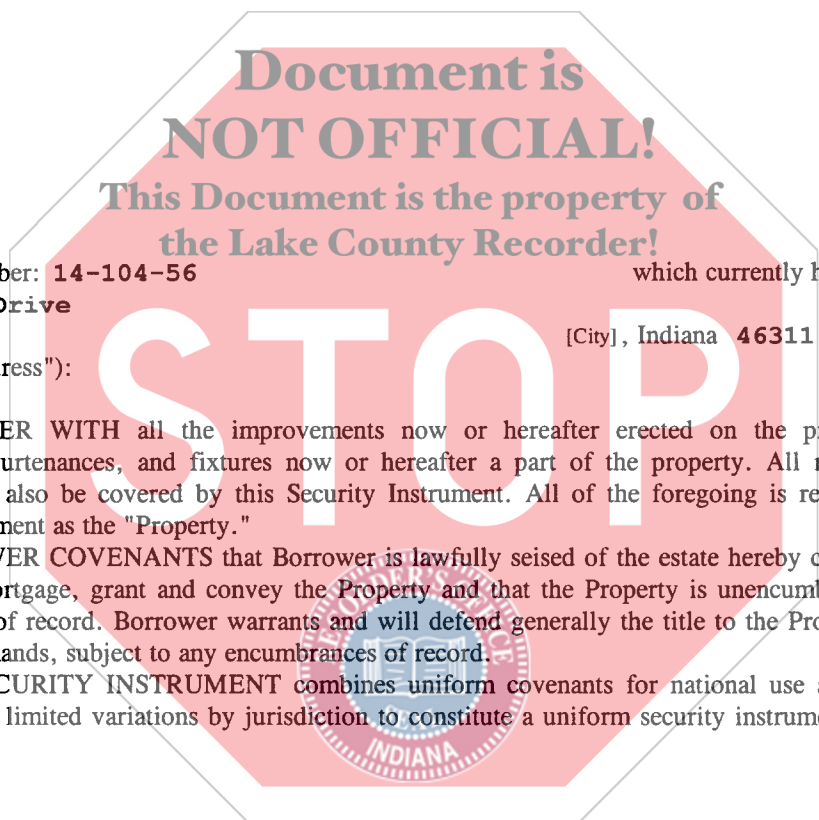 Document is
NOT OFFICIAL!
This Document is the property of
the Lake County Recorder!
ber: 14-104-56 which currently h
Drive
[City], Indiana 46311
ress"):
STOP
ER WITH all the improvements now or hereafter erected on the p
urtenances, and fixtures now or hereafter a part of the property. All r
also be covered by this Security Instrument. All of the foregoing is re
ment as the "Property."
VER COVENANTS that Borrower is lawfully seised of the estate hereby c
ortgage, grant and convey the Property and that the Property is unencumb
of record. Borrower warrants and will defend generally the title to the Pro
ands, subject to any encumbrances of record.
CURITY INSTRUMENT combines uniform covenants for national use a
limited variations by jurisdiction to constitute a uniform security instrume
RECORDER'S OFFICE
INDIANA